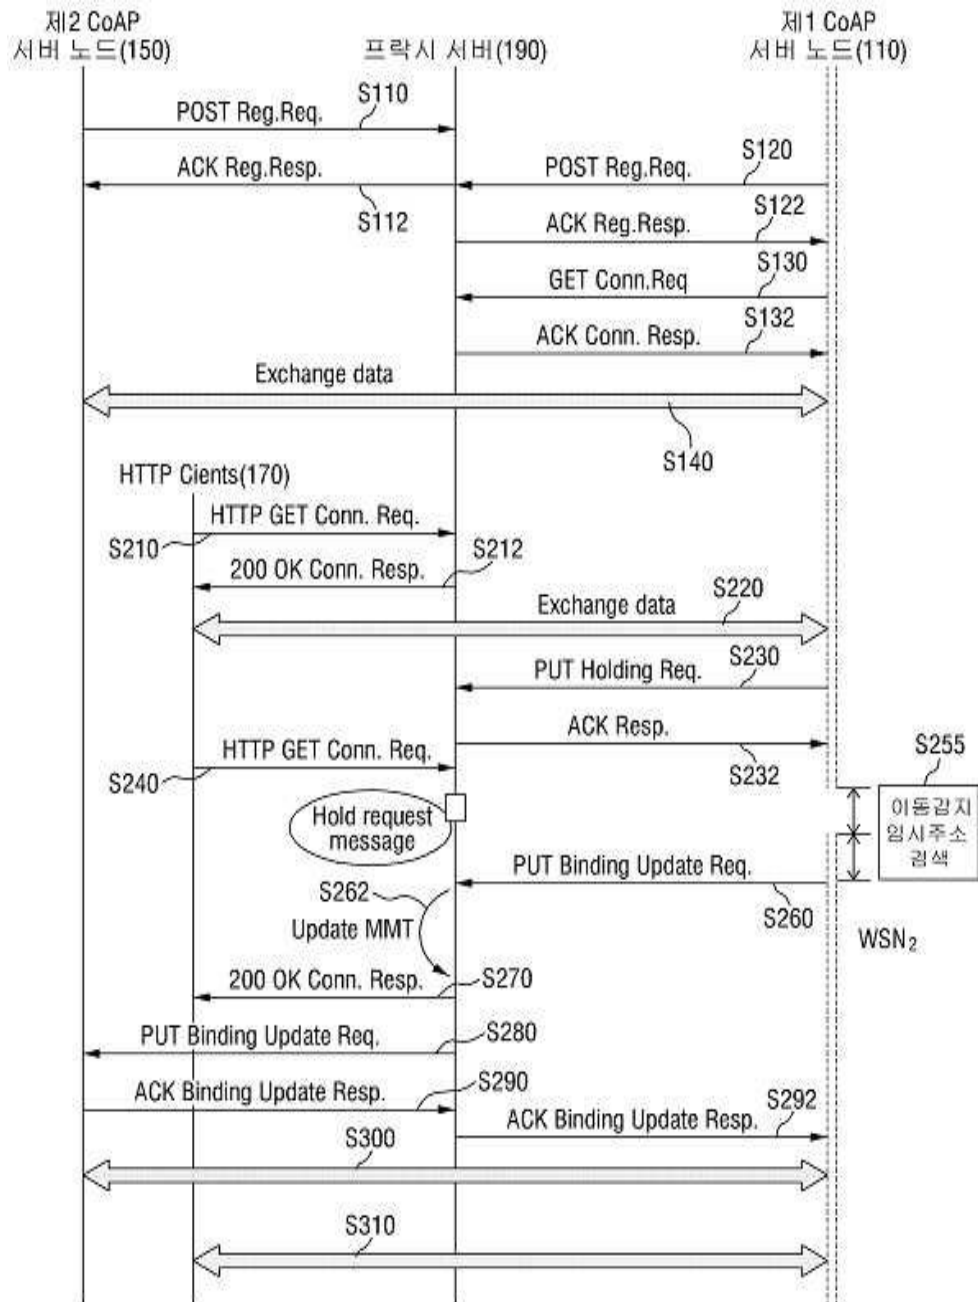 제2 CoAP
서버 노드(150)
프락시 서버(190)
제1 CoAP
서버 노드(110)
S110
POST Reg.Req.
S120
ACK Reg.Resp.
POST Reg.Req.
S112
S122
ACK Reg.Resp.
S130
GET Conn.Req
S132
ACK Conn. Resp.
Exchange data
S140
HTTP Cients(170)
HTTP GET Conn. Req.
S210
S212
200 OK Conn. Resp.
S220
Exchange data
S230
PUT Holding Req.
ACK Resp.
S232
HTTP GET Conn. Req.
S240
S255
이동감지
임시주소
검색
Hold request
message
PUT Binding Update Req.
S262
S260
Update MMT
WSN₂
200 OK Conn. Resp.
S270
PUT Binding Update Req.
S280
ACK Binding Update Resp.
S290
S292
ACK Binding Update Resp.
S300
S310